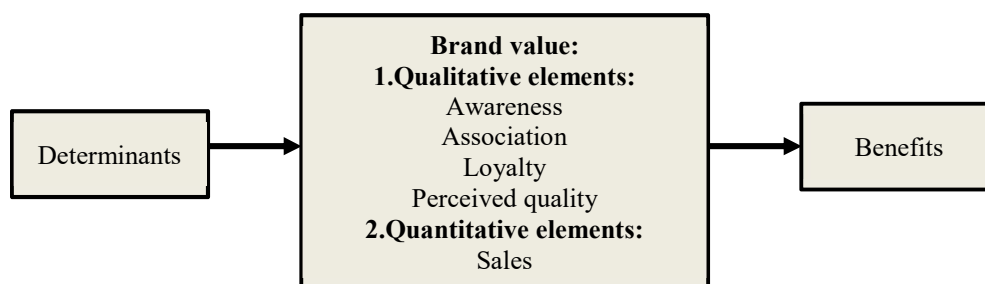 Determinants
Brand value:
1.Qualitative elements:
Awareness
Association
Loyalty
Perceived quality
2.Quantitative elements:
Sales
Benefits